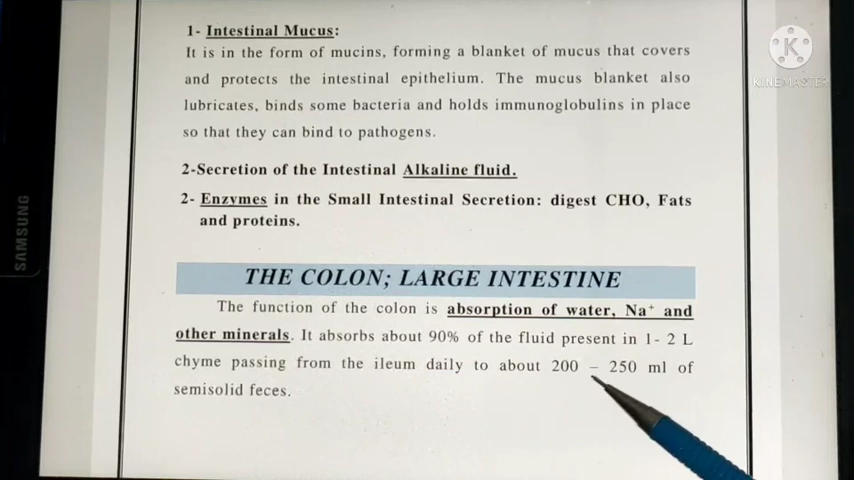 1- Intestinal Mucus:
It is in the form of mucins, forming a blanket of mucus that covers
and protects the intestinal epithelium. The mucus blanket also
lubricates, binds some bacteria and holds immunoglobulins in place
so that they can bind to pathogens.
2-Secretion of the Intestinal Alkaline fluid.
2- Enzymes in the Small Intestinal Secretion: digest CHO, Fats
and proteins.
THE COLON; LARGE INTESTINE
The function of the colon is absorption of water, Na⁺ and
other minerals. It absorbs about 90% of the fluid present in 1- 2 L
chyme passing from the ileum daily to about 200 – 250 ml of
semisolid feces.
SAMSUNG
K
KINEMASTER